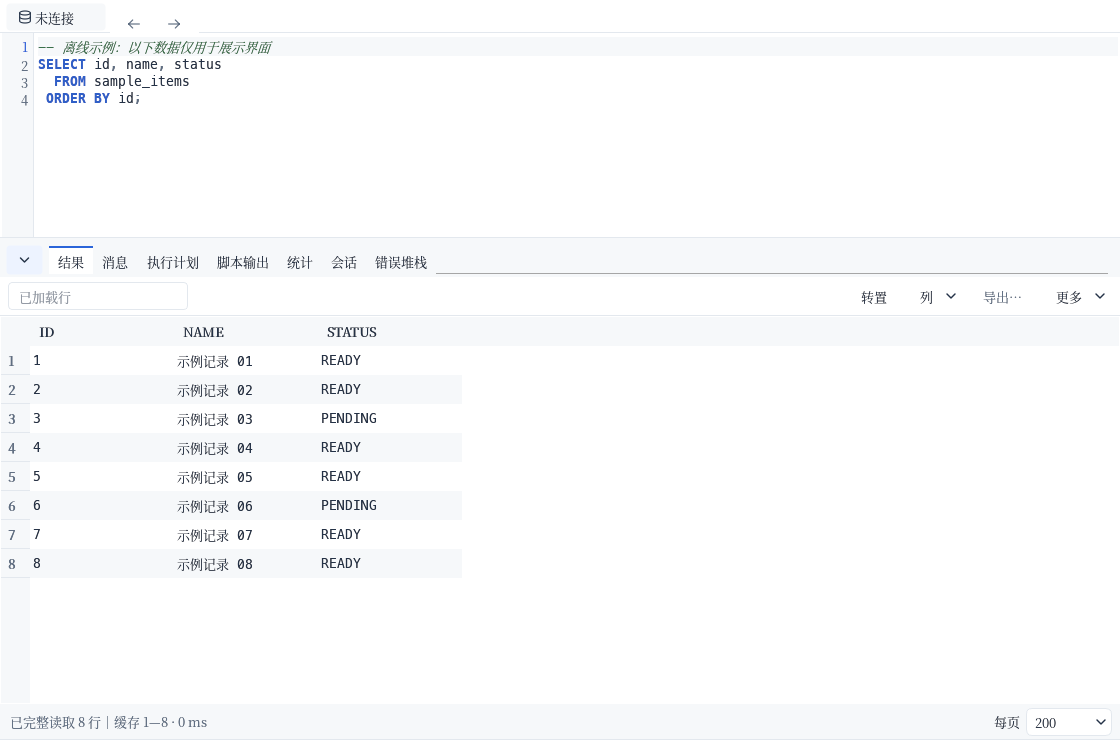 未连接
1 -- 离线示例：以下数据仅用于展示界面
2 SELECT id, name, status
3 FROM sample_items
4 ORDER BY id;
结果 消息 执行计划 脚本输出 统计 会话 错误堆栈
已加载行 转置 列 导出… 更多
ID NAME STATUS
1 1 示例记录 01 READY
2 2 示例记录 02 READY
3 3 示例记录 03 PENDING
4 4 示例记录 04 READY
5 5 示例记录 05 READY
6 6 示例记录 06 PENDING
7 7 示例记录 07 READY
8 8 示例记录 08 READY
已完整读取 8 行｜缓存 1—8 · 0 ms 每页 200